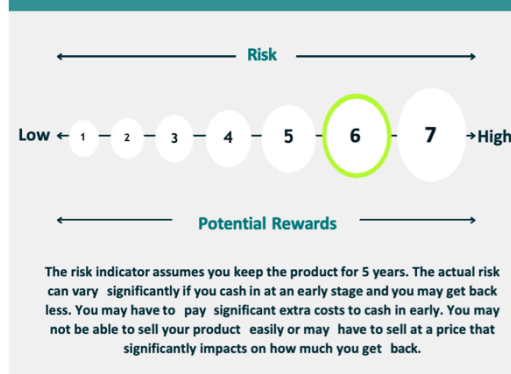 Risk
Low 1 2 3 4 5 6 7 High
Potential Rewards
The risk indicator assumes you keep the product for 5 years. The actual risk
can vary significantly if you cash in at an early stage and you may get back
less. You may have to pay significant extra costs to cash in early. You may
not be able to sell your product easily or may have to sell at a price that
significantly impacts on how much you get back.